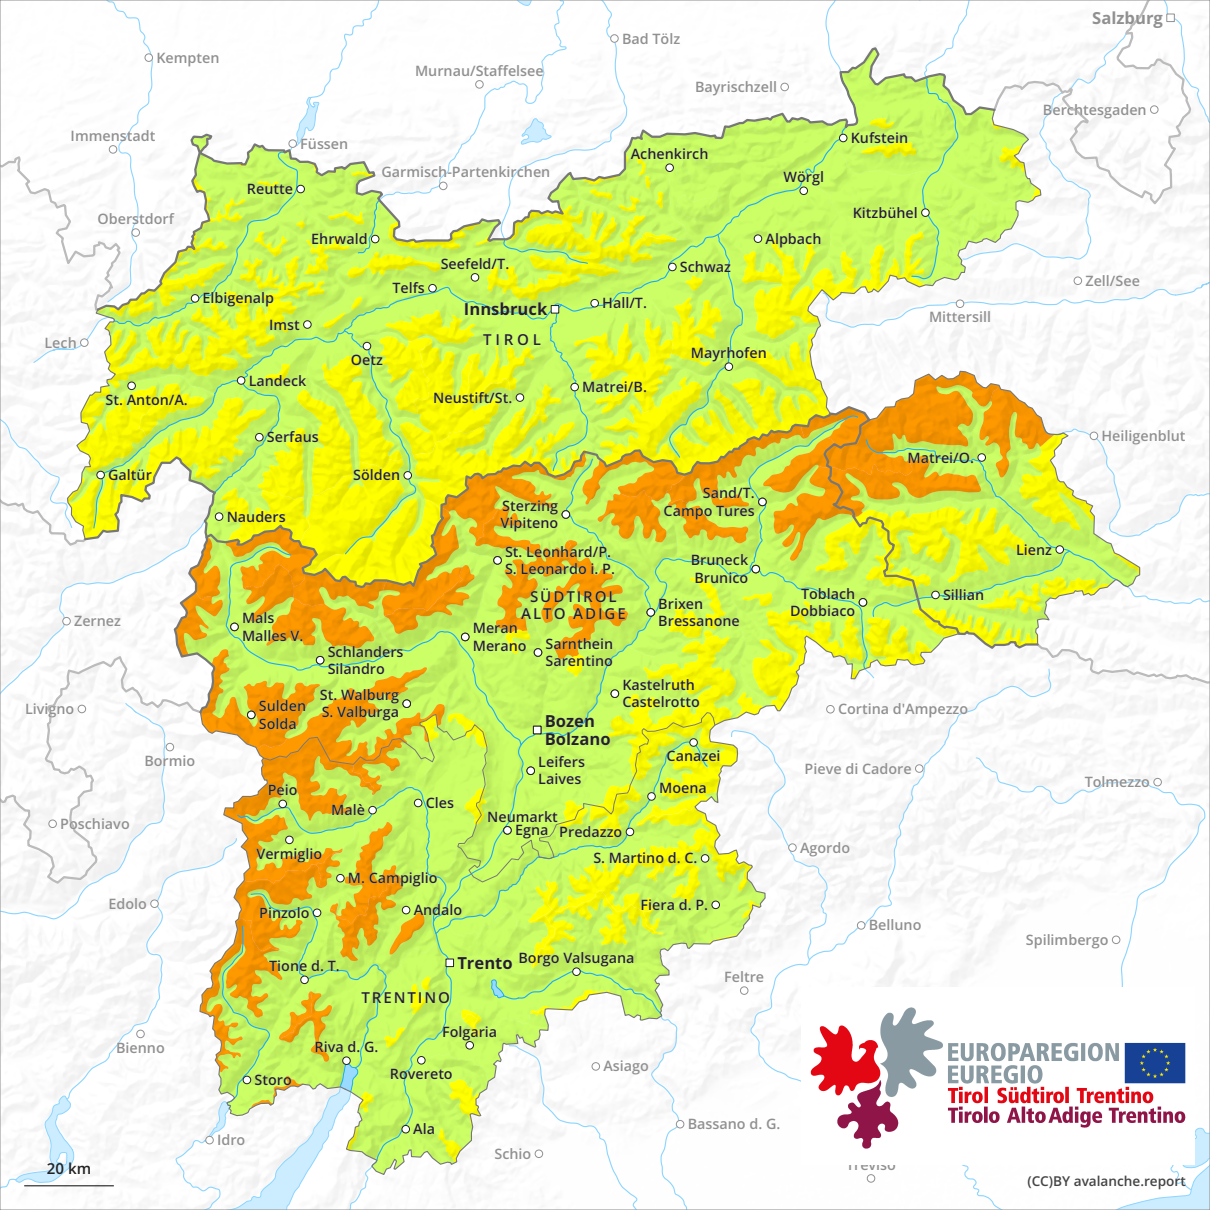 Salzburg
Bad Tölz
Kempten
Murnau/Staffelsee
Bayrischzell
Berchtesgaden
Immenstadt
Füssen
Kufstein
Achenkirch
Garmisch-Partenkirchen
Wörgl
Reutte
Oberstdorf
Kitzbühel
Ehrwald
Alpbach
Seefeld/T.
Schwaz
Zell/See
Telfs
Elbigenalp
Hall/T.
Innsbruck
Mittersill
Imst
TIROL
Lech
Oetz
Mayrhofen
Landeck
Matrei/B.
St. Anton/A.
Neustift/St.
Serfaus
Heiligenblut
Matrei/O.
Galtür
Sölden
Sand/T.
Campo Tures
Sterzing
Vipiteno
Nauders
St. Leonhard/P.
S. Leonardo i. P.
Lienz
Bruneck
Brunico
SÜDTIROL
ALTO ADIGE
Toblach
Dobbiaco
Sillian
Brixen
Bressanone
Zernez
Mals
Malles V.
Meran
Merano
Sarnthein
Sarentino
Schlanders
Silandro
Kastelruth
Castelrotto
St. Walburg
S. Valburga
Sulden
Solda
Livigno
Cortina d'Ampezzo
Bozen
Bolzano
Bormio
Canazei
Leifers
Laives
Pieve di Cadore
Tolmezzo
Peio
Moena
Malè
Cles
Neumarkt
Egna
Predazzo
Poschiavo
Vermiglio
Agordo
S. Martino d. C.
M. Campiglio
Edolo
Fiera d. P.
Pinzolo
Andalo
Belluno
Spilimbergo
Borgo Valsugana
Trento
Tione d. T.
Feltre
TRENTINO
Folgaria
Bienno
Riva d. G.
Asiago
Rovereto
Storo
EUROPAREGION
EUREGIO
Tirol Südtirol Trentino
Tirolo Alto Adige Trentino
Bassano d. G.
Ala
Idro
Schio
Treviso
20 km
(CC)BY avalanche.report